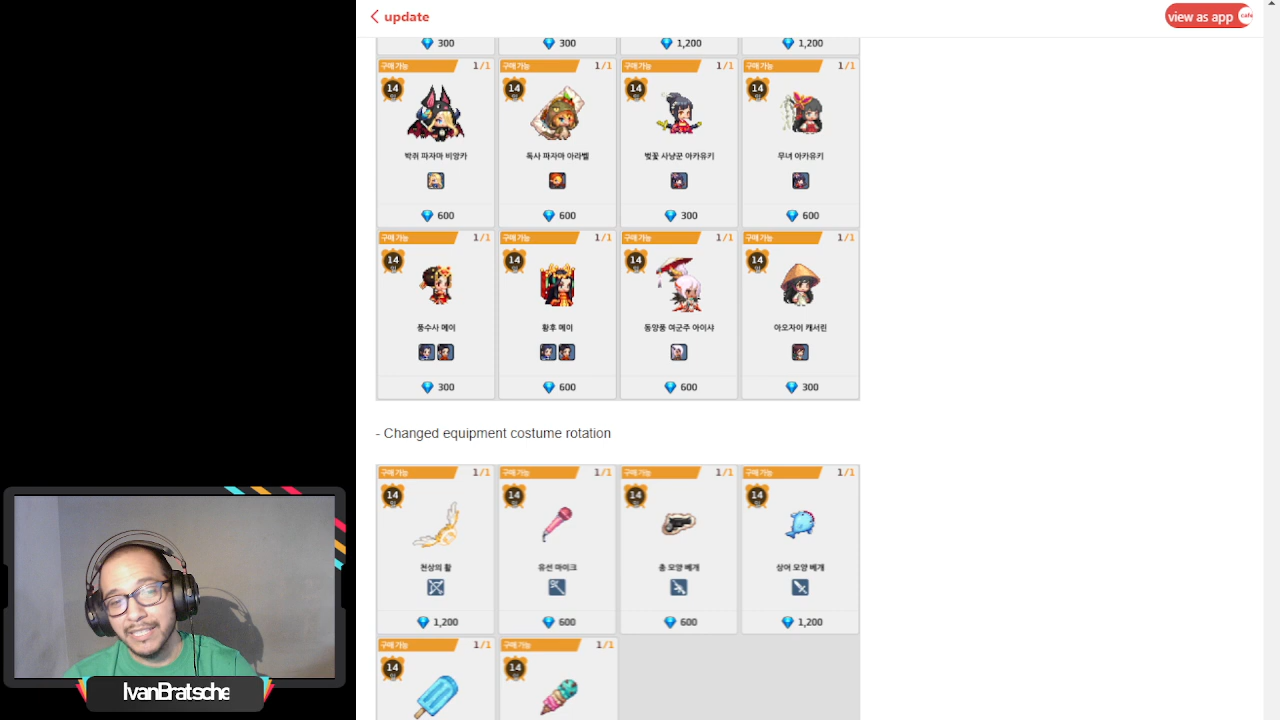 update
view as app
cafe
300
300
1,200
1,200
구매 가능 1/1
구매 가능 1/1
구매 가능 1/1
구매 가능 1/1
14
14
14
14
박쥐 파자마 비앙카
독사 파자마 아라벨
벚꽃 사냥꾼 아카유키
무녀 아카유키
600
600
300
600
구매 가능 1/1
구매 가능 1/1
구매 가능 1/1
구매 가능 1/1
14
14
14
14
풍수사 메이
황후 메이
동양풍 여군주 아이샤
아오자이 캐서린
300
600
600
300
- Changed equipment costume rotation
구매 가능 1/1
구매 가능 1/1
구매 가능 1/1
구매 가능 1/1
14
14
14
14
천상의 활
유선 마이크
총 모양 베개
상어 모양 베개
1,200
600
600
1,200
구매 가능 1/1
구매 가능 1/1
14
14
IvanBratsche